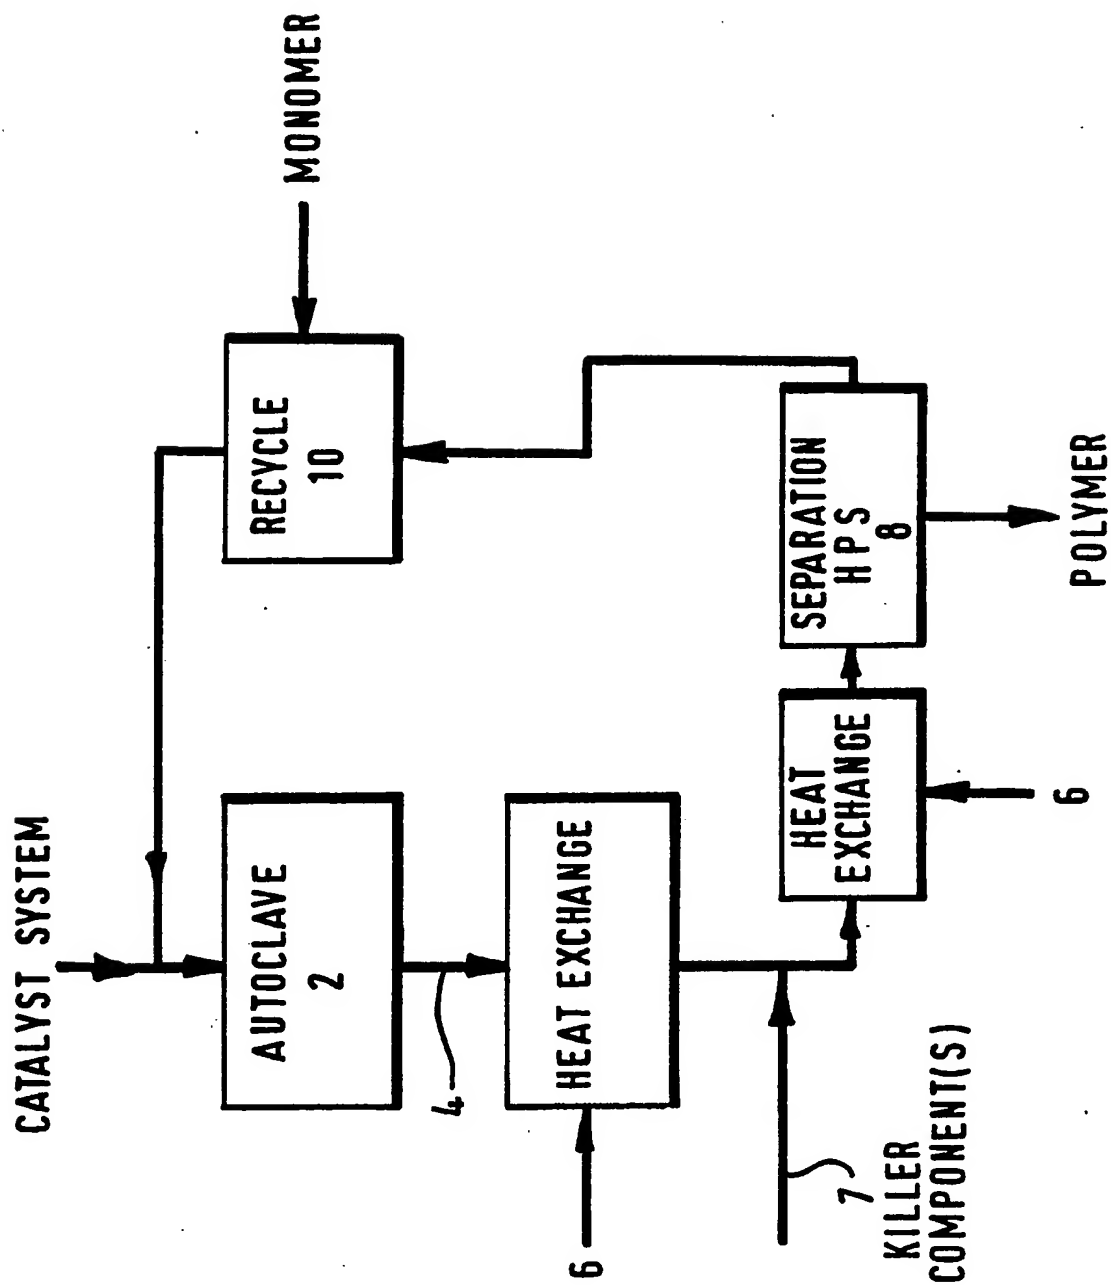 CATALYST SYSTEM
MONOMER
AUTOCLAVE
2
RECYCLE
10
4
6
HEAT EXCHANGE
7
KILLER
COMPONENT(S)
HEAT
EXCHANGE
6
SEPARATION
HPS
8
POLYMER